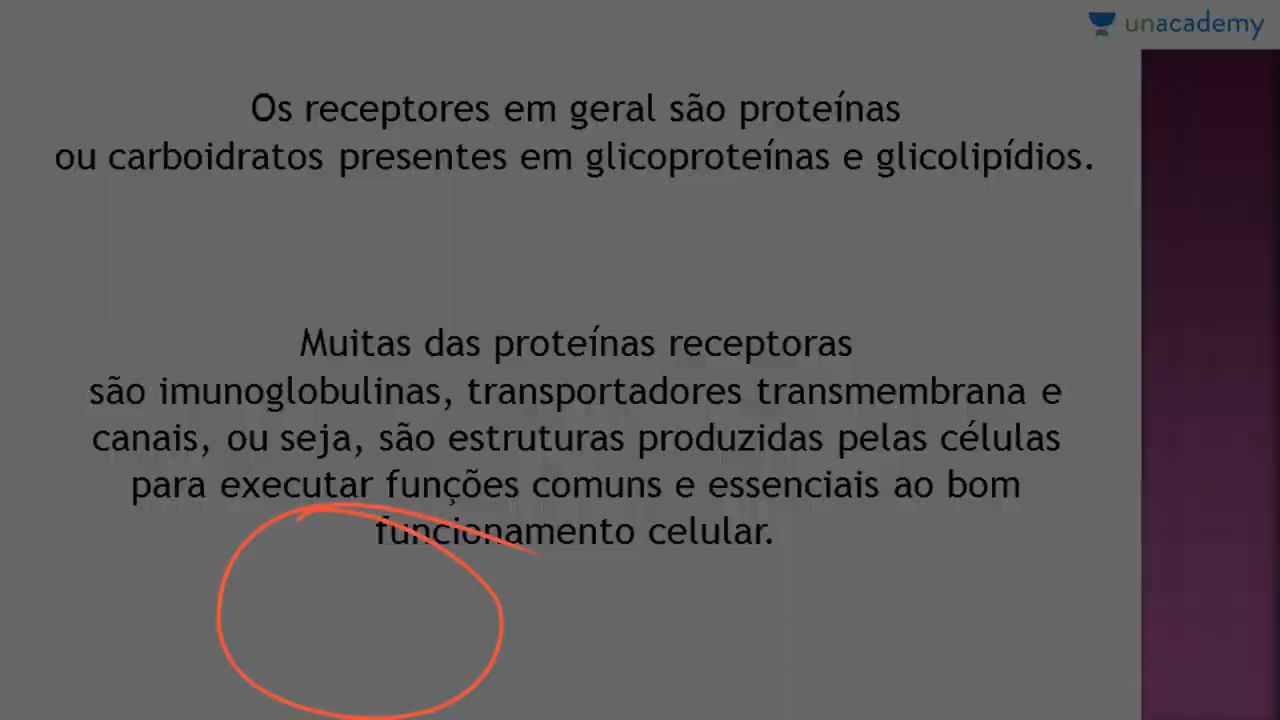 unacademy
Os receptores em geral são proteínas
ou carboidratos presentes em glicoproteínas e glicolipídios.
Muitas das proteínas receptoras
são imunoglobulinas, transportadores transmembrana e
canais, ou seja, são estruturas produzidas pelas células
para executar funções comuns e essenciais ao bom
funcionamento celular.